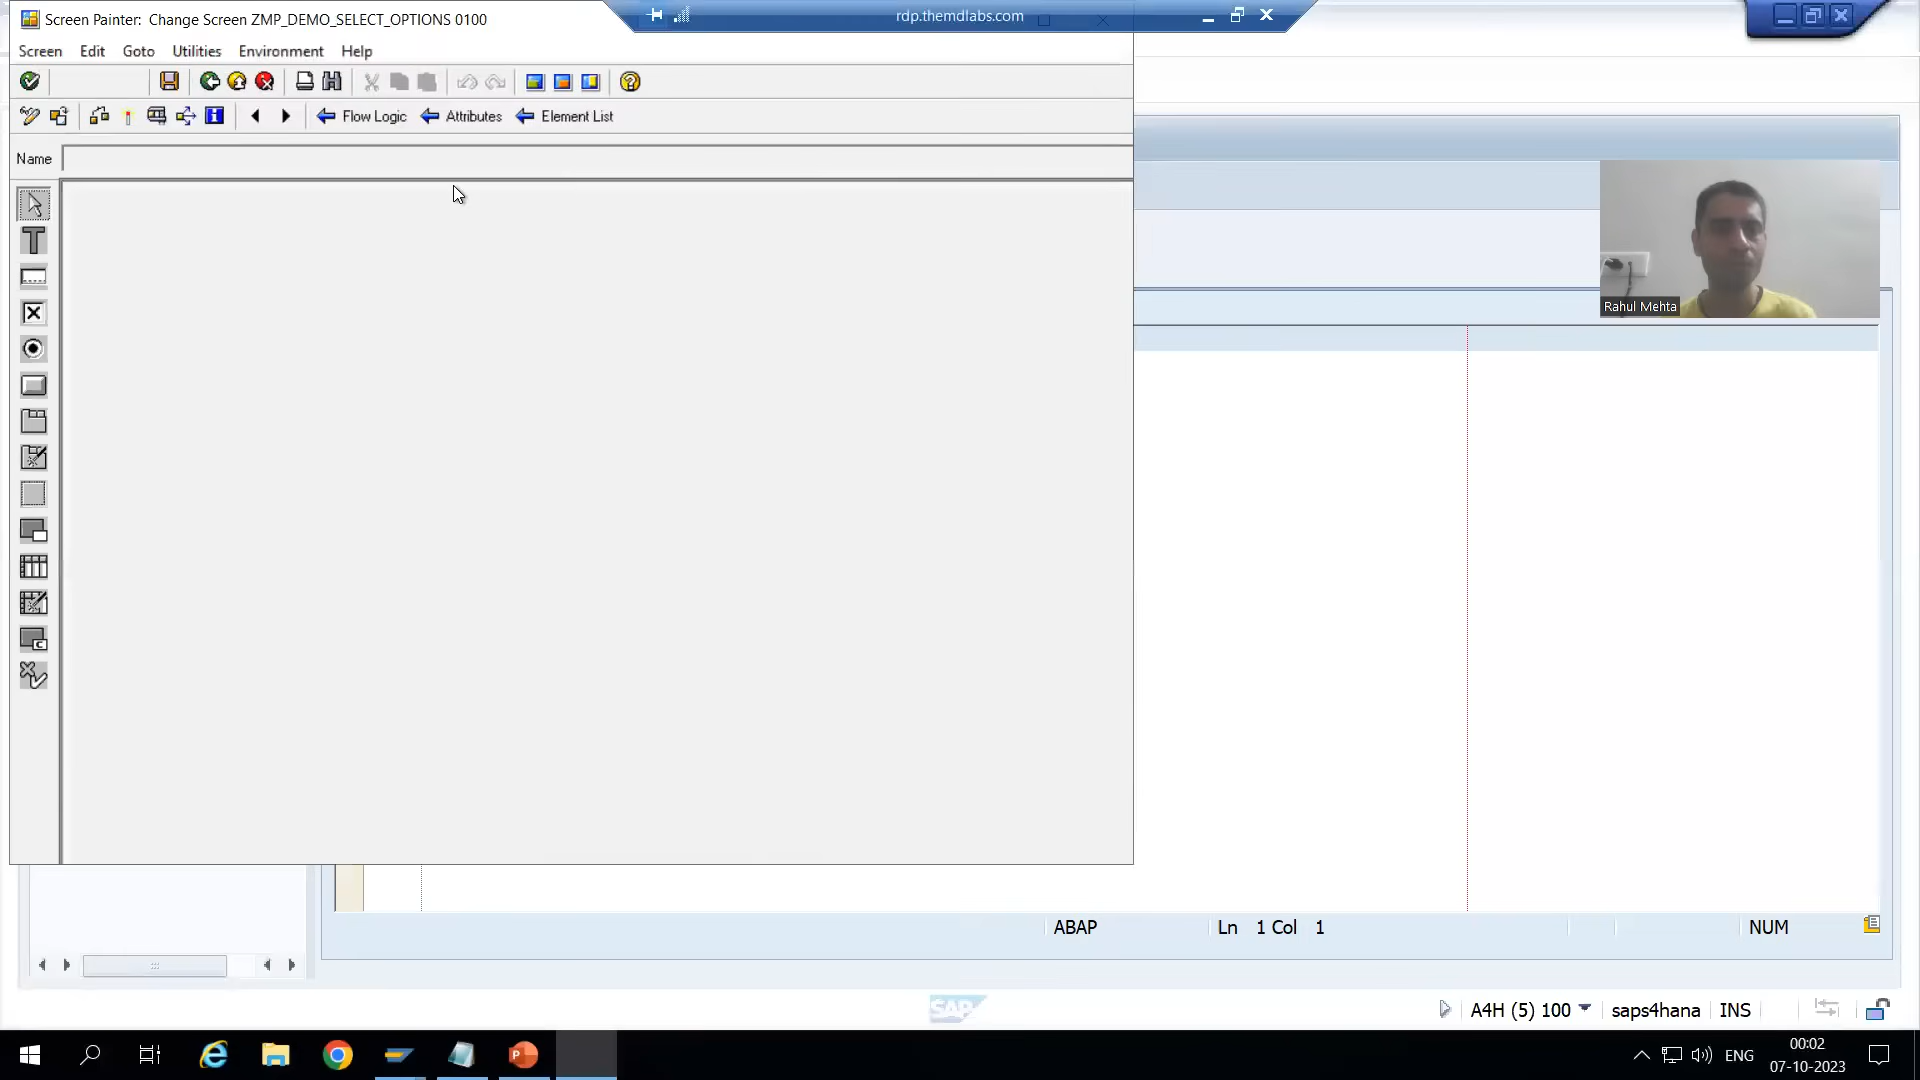 Screen Painter: Change Screen ZMP_DEMO_SELECT_OPTIONS 0100
rdp.themdlabs.com
Screen Edit Goto Utilities Environment Help
Flow Logic Attributes Element List
Name
Rahul Mehta
ABAP Ln 1 Col 1 NUM
SAP
A4H (5) 100 saps4hana INS
ENG
00:02
07-10-2023